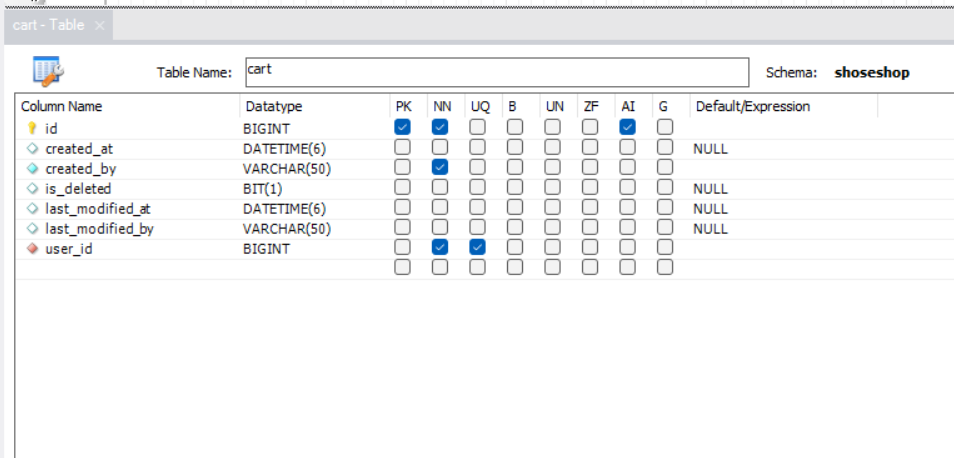 cart - Table ×
Table Name: cart Schema: shoseshop
Column Name Datatype PK NN UQ B UN ZF AI G Default/Expression
id BIGINT
created_at DATETIME(6) NULL
created_by VARCHAR(50)
is_deleted BIT(1) NULL
last_modified_at DATETIME(6) NULL
last_modified_by VARCHAR(50) NULL
user_id BIGINT